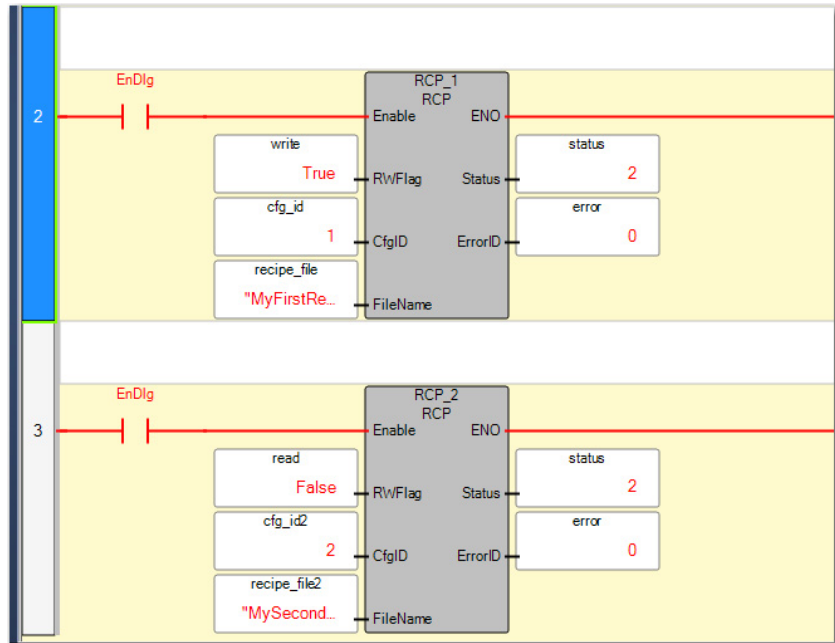 EnDlg
RCP_1
RCP
2
Enable ENO
write
True
RWFlag Status
status
2
cfg_id
1
CfgID ErrorID
error
0
recipe_file
"MyFirstRe...
FileName
EnDlg
RCP_2
RCP
3
Enable ENO
read
False
RWFlag Status
status
2
cfg_id2
2
CfgID ErrorID
error
0
recipe_file2
"MySecond...
FileName